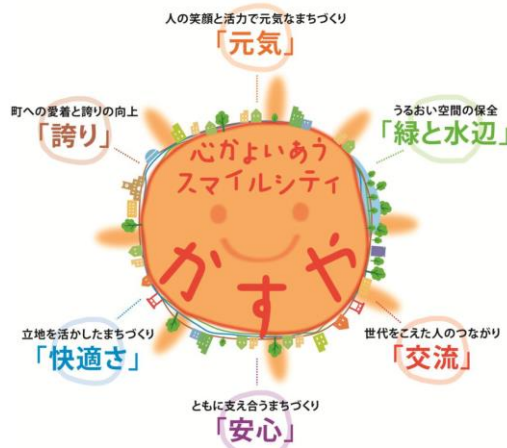 人の笑顔と活力で元気なまちづくり
「元気」
町への愛着と誇りの向上
「誇り」
うるおい空間の保全
「緑と水辺」
心かよいあう
スマイルシティ
かすや
立地を活かしたまちづくり
「快適さ」
世代をこえた人のつながり
「交流」
ともに支え合うまちづくり
「安心」